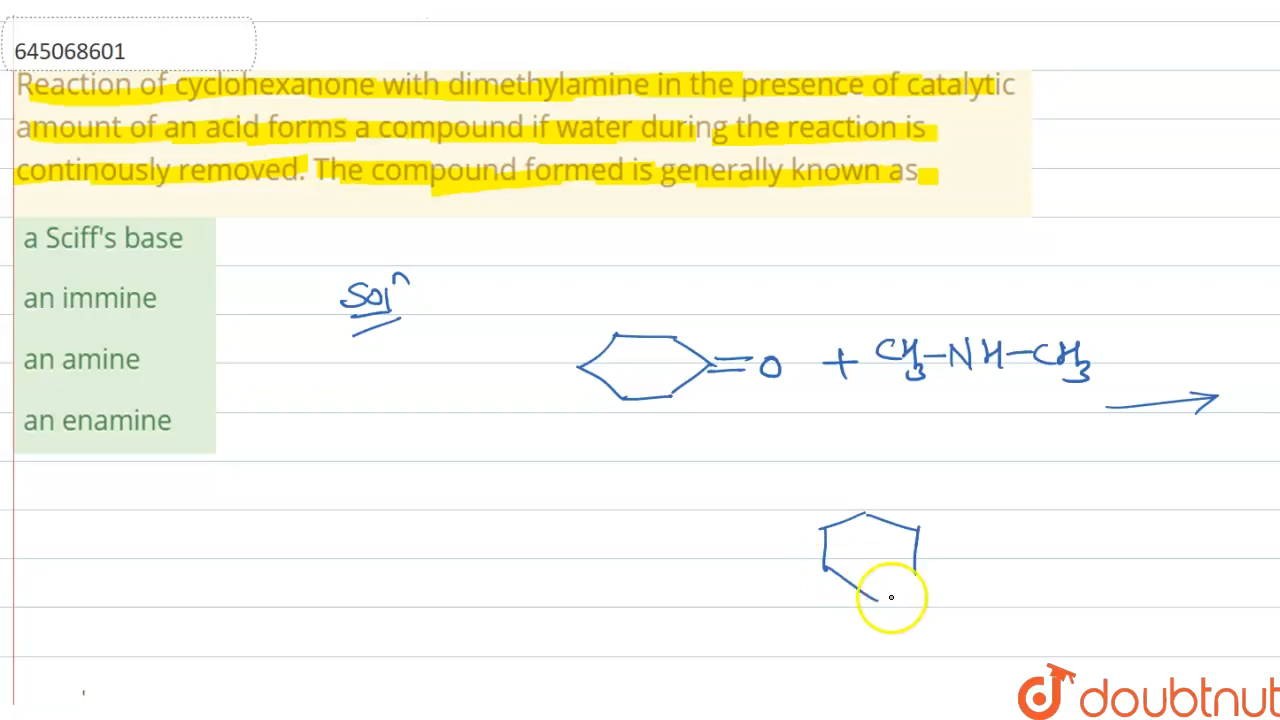 645068601
Reaction of cyclohexanone with dimethylamine in the presence of catalytic
amount of an acid forms a compound if water during the reaction is
continously removed. The compound formed is generally known as
a Sciff's base
an immine
an amine
an enamine
Solⁿ
=O + CH₃-NH-CH₃
doubtnut